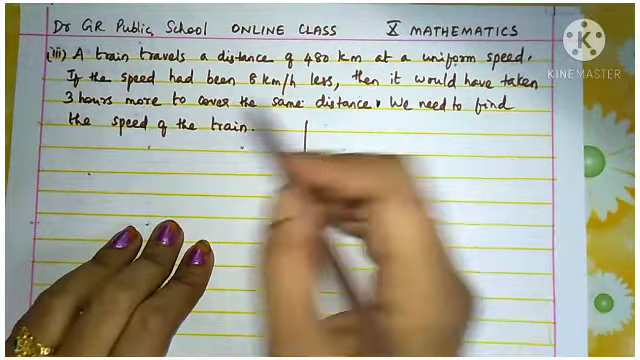 Dr GR Public School ONLINE CLASS X MATHEMATICS
(iii) A train travels a distance of 480 km at a uniform speed.
If the speed had been 8 km/h less, then it would have taken
3 hours more to cover the same distance. We need to find
the speed of the train.
K
KINEMASTER